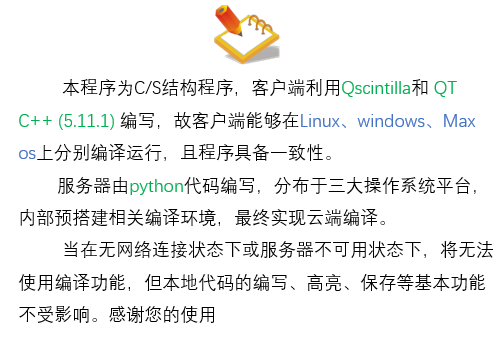 本程序为C/S结构程序，客户端利用Qscintilla和 QT
C++ (5.11.1) 编写，故客户端能够在Linux、windows、Max
os上分别编译运行，且程序具备一致性。
服务器由python代码编写，分布于三大操作系统平台，
内部预搭建相关编译环境，最终实现云端编译。
当在无网络连接状态下或服务器不可用状态下，将无法
使用编译功能，但本地代码的编写、高亮、保存等基本功能
不受影响。感谢您的使用